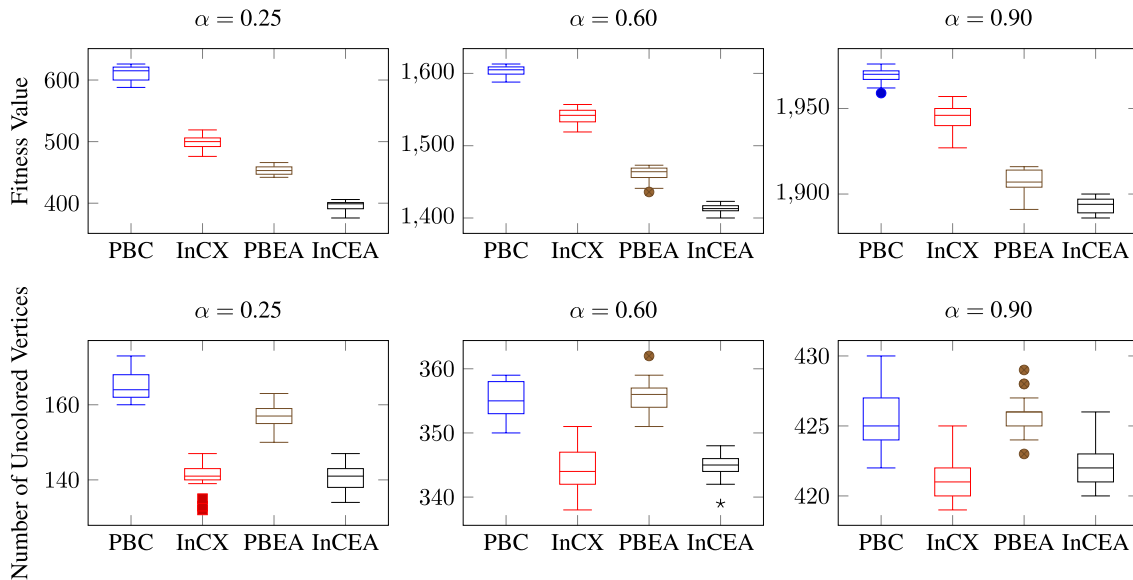 α = 0.25
α = 0.60
α = 0.90
Fitness Value
600
500
400
PBC InCX PBEA InCEA
1,600
1,500
1,400
PBC InCX PBEA InCEA
1,950
1,900
PBC InCX PBEA InCEA
α = 0.25
α = 0.60
α = 0.90
Number of Uncolored Vertices
160
140
PBC InCX PBEA InCEA
360
350
340
PBC InCX PBEA InCEA
430
425
420
PBC InCX PBEA InCEA